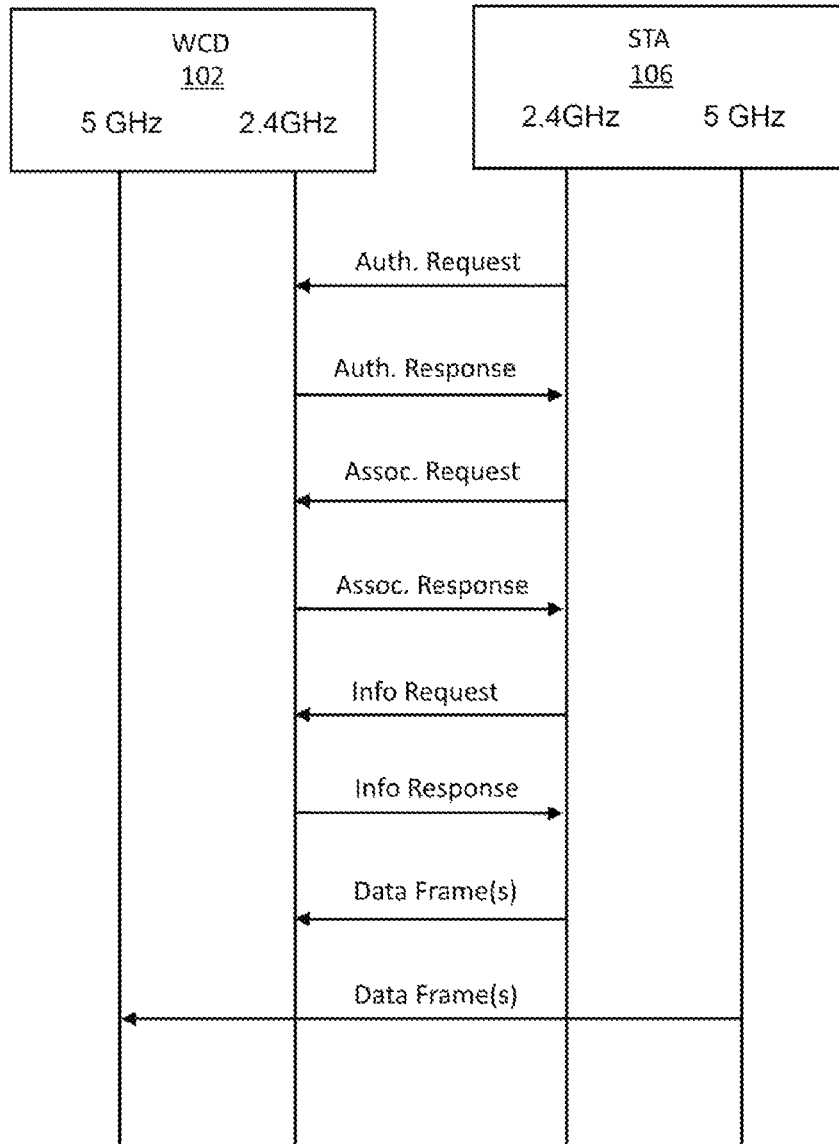 WCD
102
5 GHz 2.4GHz
STA
106
2.4GHz 5 GHz
Auth. Request
Auth. Response
Assoc. Request
Assoc. Response
Info Request
Info Response
Data Frame(s)
Data Frame(s)